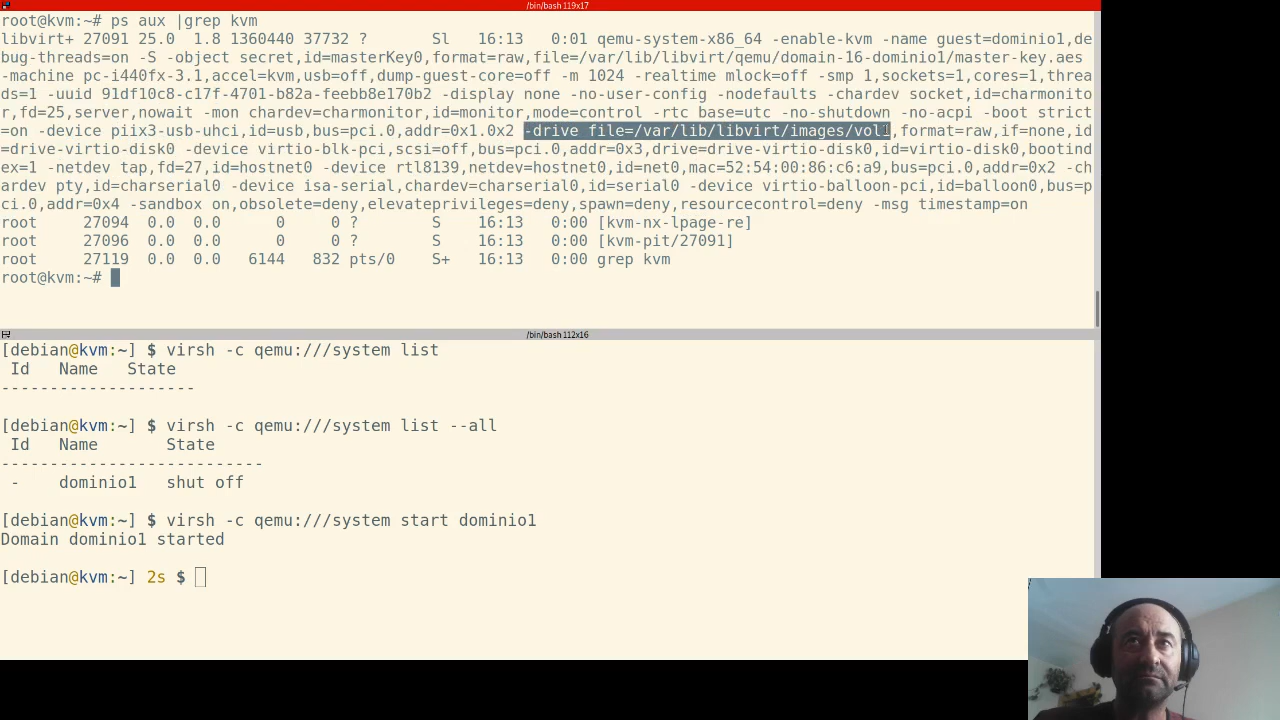 /bin/bash 119x17
root@kvm:~# ps aux |grep kvm
libvirt+ 27091 25.0  1.8 1360440 37732 ?       Sl   16:13   0:01 qemu-system-x86_64 -enable-kvm -name guest=dominio1,de
bug-threads=on -S -object secret,id=masterKey0,format=raw,file=/var/lib/libvirt/qemu/domain-16-dominio1/master-key.aes
-machine pc-i440fx-3.1,accel=kvm,usb=off,dump-guest-core=off -m 1024 -realtime mlock=off -smp 1,sockets=1,cores=1,threa
ds=1 -uuid 91df10c8-c17f-4701-b82a-feebb8e170b2 -display none -no-user-config -nodefaults -chardev socket,id=charmonito
r,fd=25,server,nowait -mon chardev=charmonitor,id=monitor,mode=control -rtc base=utc -no-shutdown -no-acpi -boot strict
=on -device piix3-usb-uhci,id=usb,bus=pci.0,addr=0x1.0x2 -drive file=/var/lib/libvirt/images/vol1,format=raw,if=none,id
=drive-virtio-disk0 -device virtio-blk-pci,scsi=off,bus=pci.0,addr=0x3,drive=drive-virtio-disk0,id=virtio-disk0,bootind
ex=1 -netdev tap,fd=27,id=hostnet0 -device rtl8139,netdev=hostnet0,id=net0,mac=52:54:00:86:c6:a9,bus=pci.0,addr=0x2 -ch
ardev pty,id=charserial0 -device isa-serial,chardev=charserial0,id=serial0 -device virtio-balloon-pci,id=balloon0,bus=p
ci.0,addr=0x4 -sandbox on,obsolete=deny,elevateprivileges=deny,spawn=deny,resourcecontrol=deny -msg timestamp=on
root     27094  0.0  0.0      0     0 ?        S    16:13   0:00 [kvm-nx-lpage-re]
root     27096  0.0  0.0      0     0 ?        S    16:13   0:00 [kvm-pit/27091]
root     27119  0.0  0.0   6144   832 pts/0    S+   16:13   0:00 grep kvm
root@kvm:~#
/bin/bash 112x16
[debian@kvm:~] $ virsh -c qemu:///system list
 Id   Name   State
--------------------
[debian@kvm:~] $ virsh -c qemu:///system list --all
 Id   Name       State
---------------------------
 -    dominio1   shut off
[debian@kvm:~] $ virsh -c qemu:///system start dominio1
Domain dominio1 started
[debian@kvm:~] 2s $